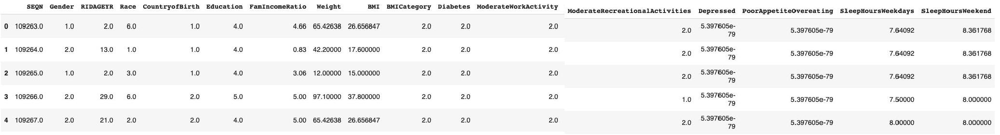 SEQN Gender RIDAGEYR Race CountryofBirth Education FamIncomeRatio Weight BMI BMICategory Diabetes ModerateWorkActivity ModerateRecreationalActivities Depressed PoorAppetiteOvereating SleepHoursWeekdays SleepHoursWeekend
0 109263.0 1.0 2.0 6.0 1.0 4.0 4.66 65.42638 26.656847 2.0 2.0 2.0 2.0 5.397605e-79 5.397605e-79 7.64092 8.361768
1 109264.0 2.0 13.0 1.0 1.0 4.0 0.83 42.20000 17.600000 2.0 2.0 2.0 2.0 5.397605e-79 5.397605e-79 7.64092 8.361768
2 109265.0 1.0 2.0 3.0 1.0 4.0 3.06 12.00000 15.000000 2.0 2.0 2.0 2.0 5.397605e-79 5.397605e-79 7.64092 8.361768
3 109266.0 2.0 29.0 6.0 2.0 5.0 5.00 97.10000 37.800000 2.0 2.0 2.0 1.0 5.397605e-79 5.397605e-79 7.50000 8.000000
4 109267.0 2.0 21.0 2.0 2.0 4.0 5.00 65.42638 26.656847 2.0 2.0 2.0 2.0 5.397605e-79 5.397605e-79 8.00000 8.000000